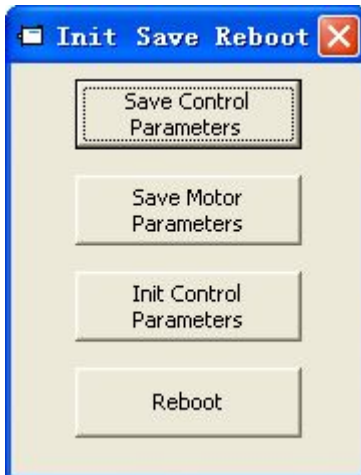 Init Save Reboot
Save Control
Parameters
Save Motor
Parameters
Init Control
Parameters
Reboot